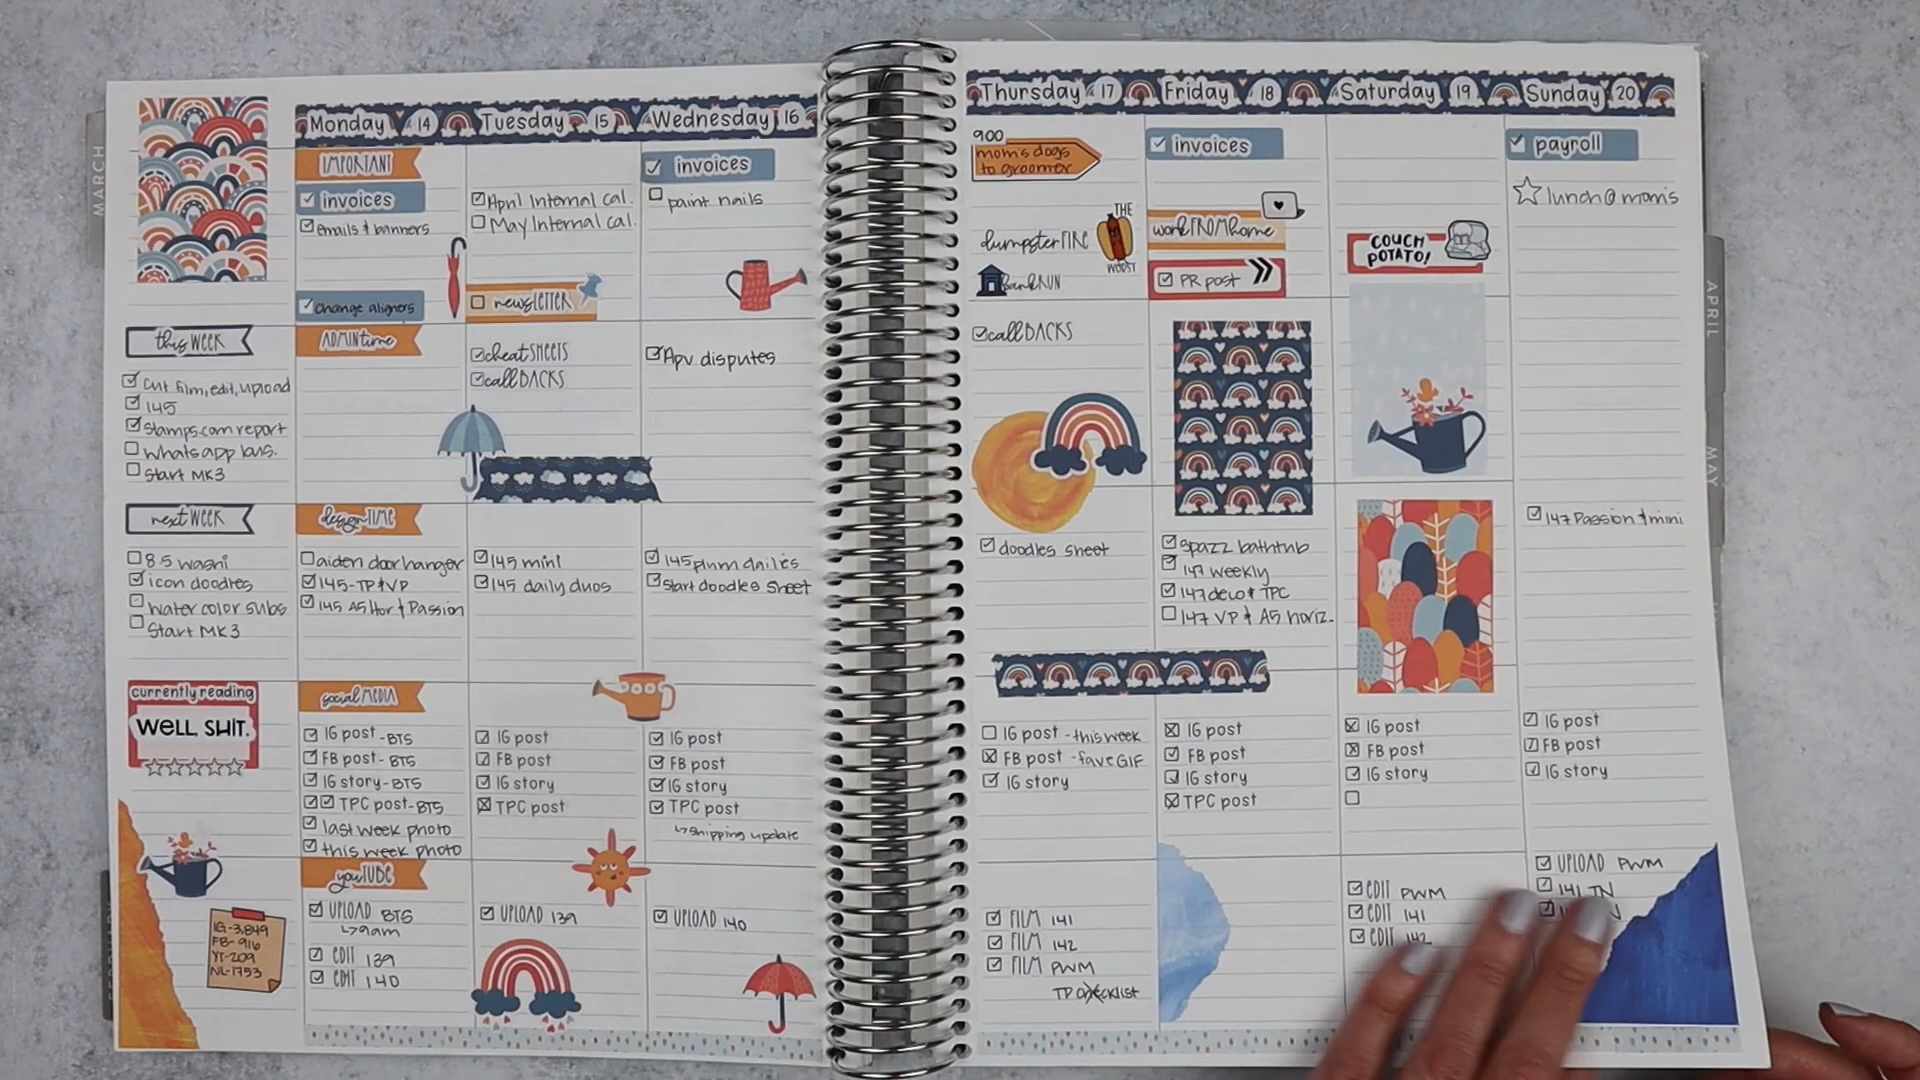 MARCH
this WEEK
Cut film, edit, upload
145
Stamps.com report
Whatsapp bus.
Start MK3
next WEEK
8.5 washi
icon doodles
water color subs.
Start MK3
currently reading
WELL, SHIT.
IG-3,849
FB-916
YT-209
NL-1753
FEBRUARY
Monday 14
IMPORTANT
invoices
emails & banners
change aligners
ADMIN time
design TIME
aiden door hanger
145-TP & VP
145 A5 Hor & Passion
social MEDIA
IG post -BTS
FB post -BTS
IG story -BTS
TPC post -BTS
last week photo
this week photo
youTUBE
UPLOAD BTS
↳9am
EDIT 139
EDIT 140
Tuesday 15
April Internal Cal.
May Internal Cal.
newsLETTER
cheat SHEETS
call BACKS
145 mini
145 daily duos
IG post
FB post
IG story
TPC post
UPLOAD 139
Wednesday 16
invoices
paint nails
Apv disputes
145 plum dailies
Start doodles sheet
IG post
FB post
IG story
TPC post
↳shipping update
UPLOAD 140
Thursday 17
9:00
mom's dogs
to groomer
THE
WORST
dumpster FIRE
bank RUN
call BACKS
doodles sheet
IG post -this week
FB post -fave GIF
IG story
FILM 141
FILM 142
FILM PWM
TP checklist
Friday 18
invoices
work FROM home
PR post
spazz bathtub
147 weekly
147 deco & TPC
147 VP & A5 horiz.
IG post
FB post
IG story
TPC post
Saturday 19
COUCH
POTATO!
IG post
FB post
IG story
EDIT PWM
EDIT 141
EDIT 142
Sunday 20
payroll
lunch @ mom's
147 Passion & mini
IG post
FB post
IG story
UPLOAD PWM
141 TN
APRIL
MAY